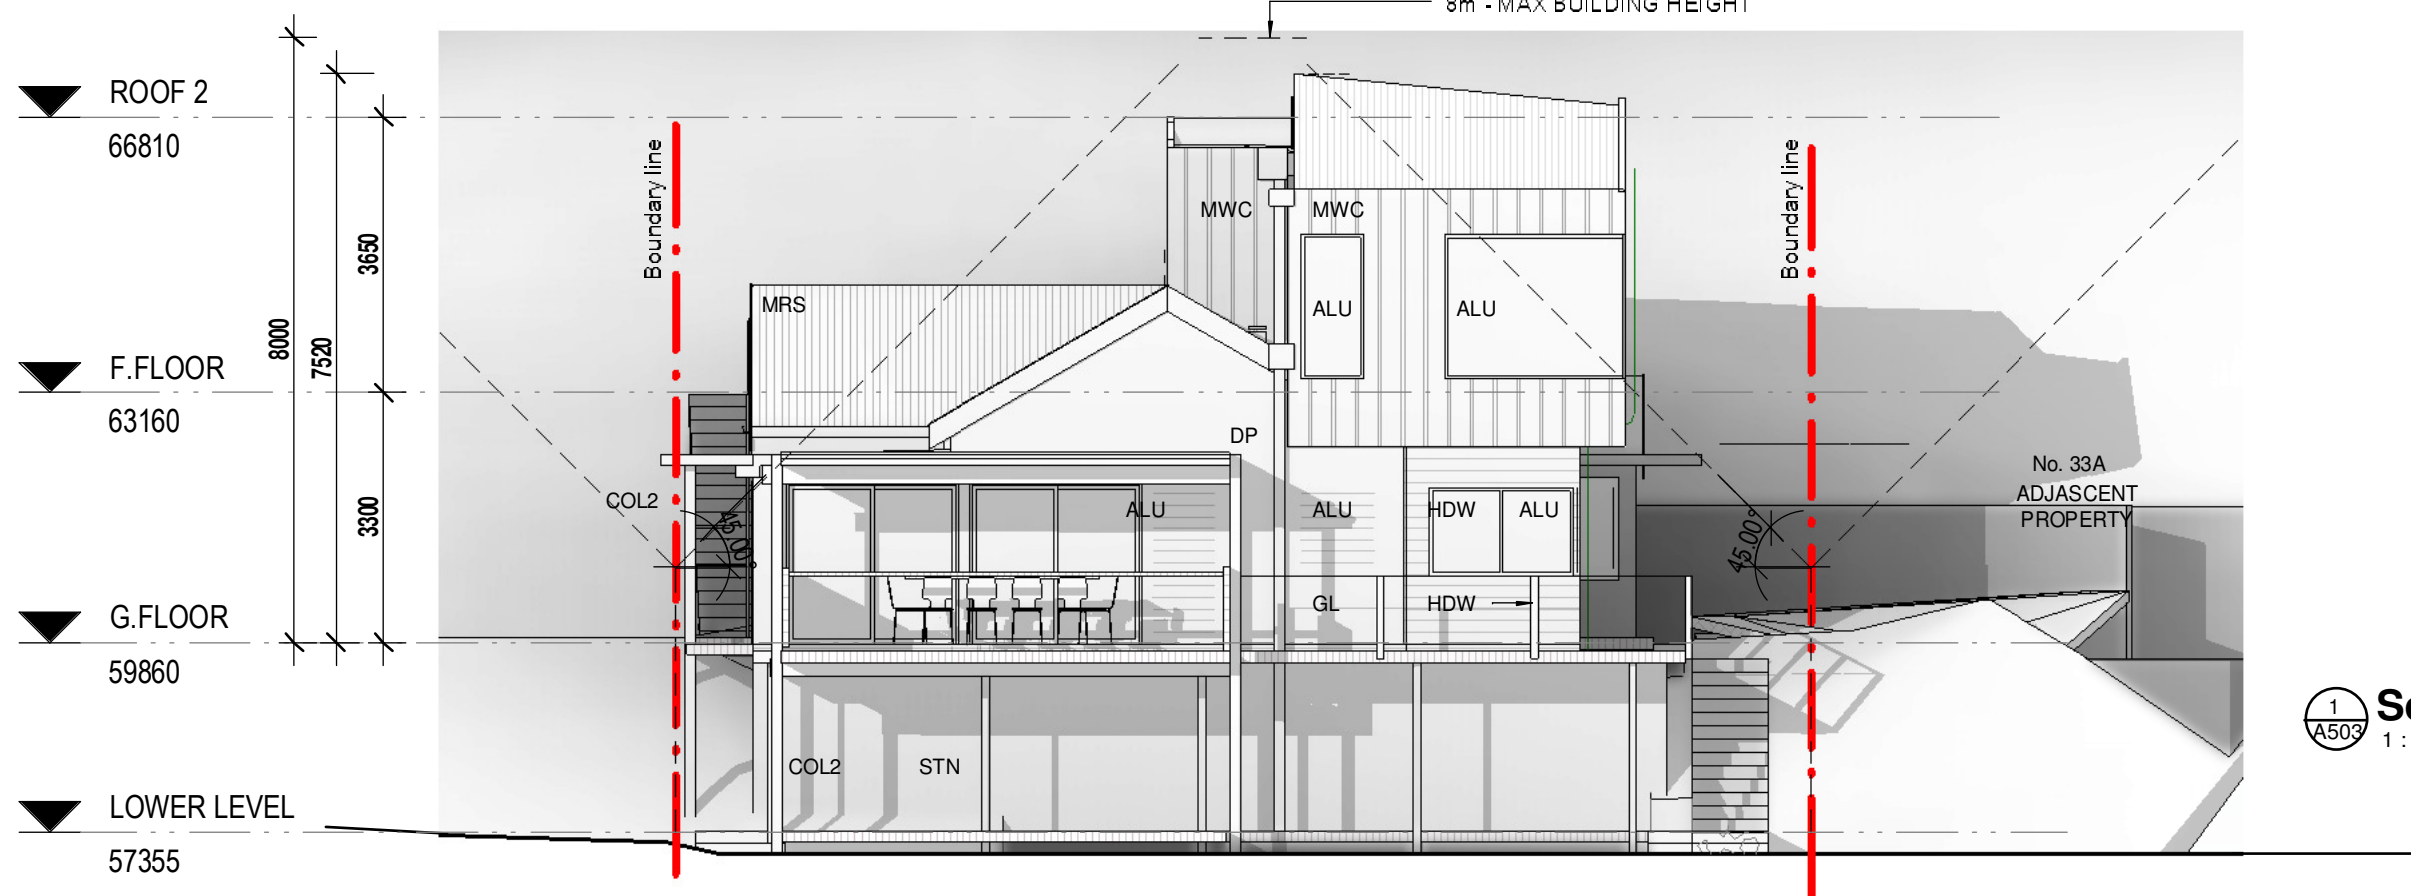 8m - MAX BUILDING HEIGHT
ROOF 2
66810
F.FLOOR
63160
G.FLOOR
59860
LOWER LEVEL
57355
8000
7520
3650
3300
Boundary line
Boundary line
MWC
MWC
MRS
ALU
ALU
DP
COL2
ALU
ALU
HDW
ALU
45.00°
45.00°
No. 33A
ADJASCENT
PROPERTY
GL
HDW
COL2
STN
1
A503
1 :